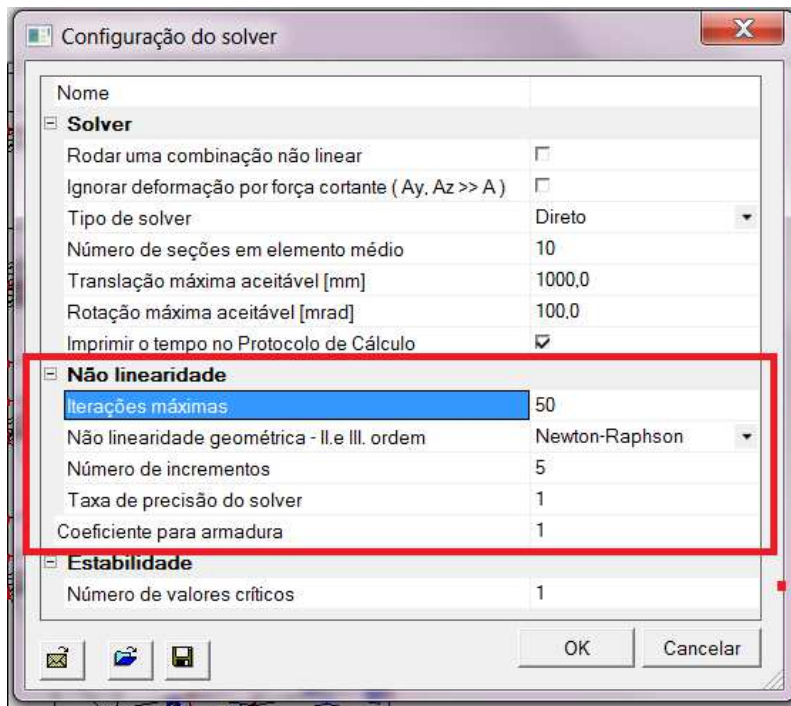 Configuração do solver
Nome
Solver
Rodar uma combinação não linear
Ignorar deformação por força cortante ( Ay, Az >> A )
Tipo de solver Direto
Número de seções em elemento médio 10
Translação máxima aceitável [mm] 1000,0
Rotação máxima aceitável [mrad] 100,0
Imprimir o tempo no Protocolo de Cálculo
Não linearidade
Iterações máximas 50
Não linearidade geométrica - II.e III. ordem Newton-Raphson
Número de incrementos 5
Taxa de precisão do solver 1
Coeficiente para armadura 1
Estabilidade
Número de valores críticos 1
OK Cancelar